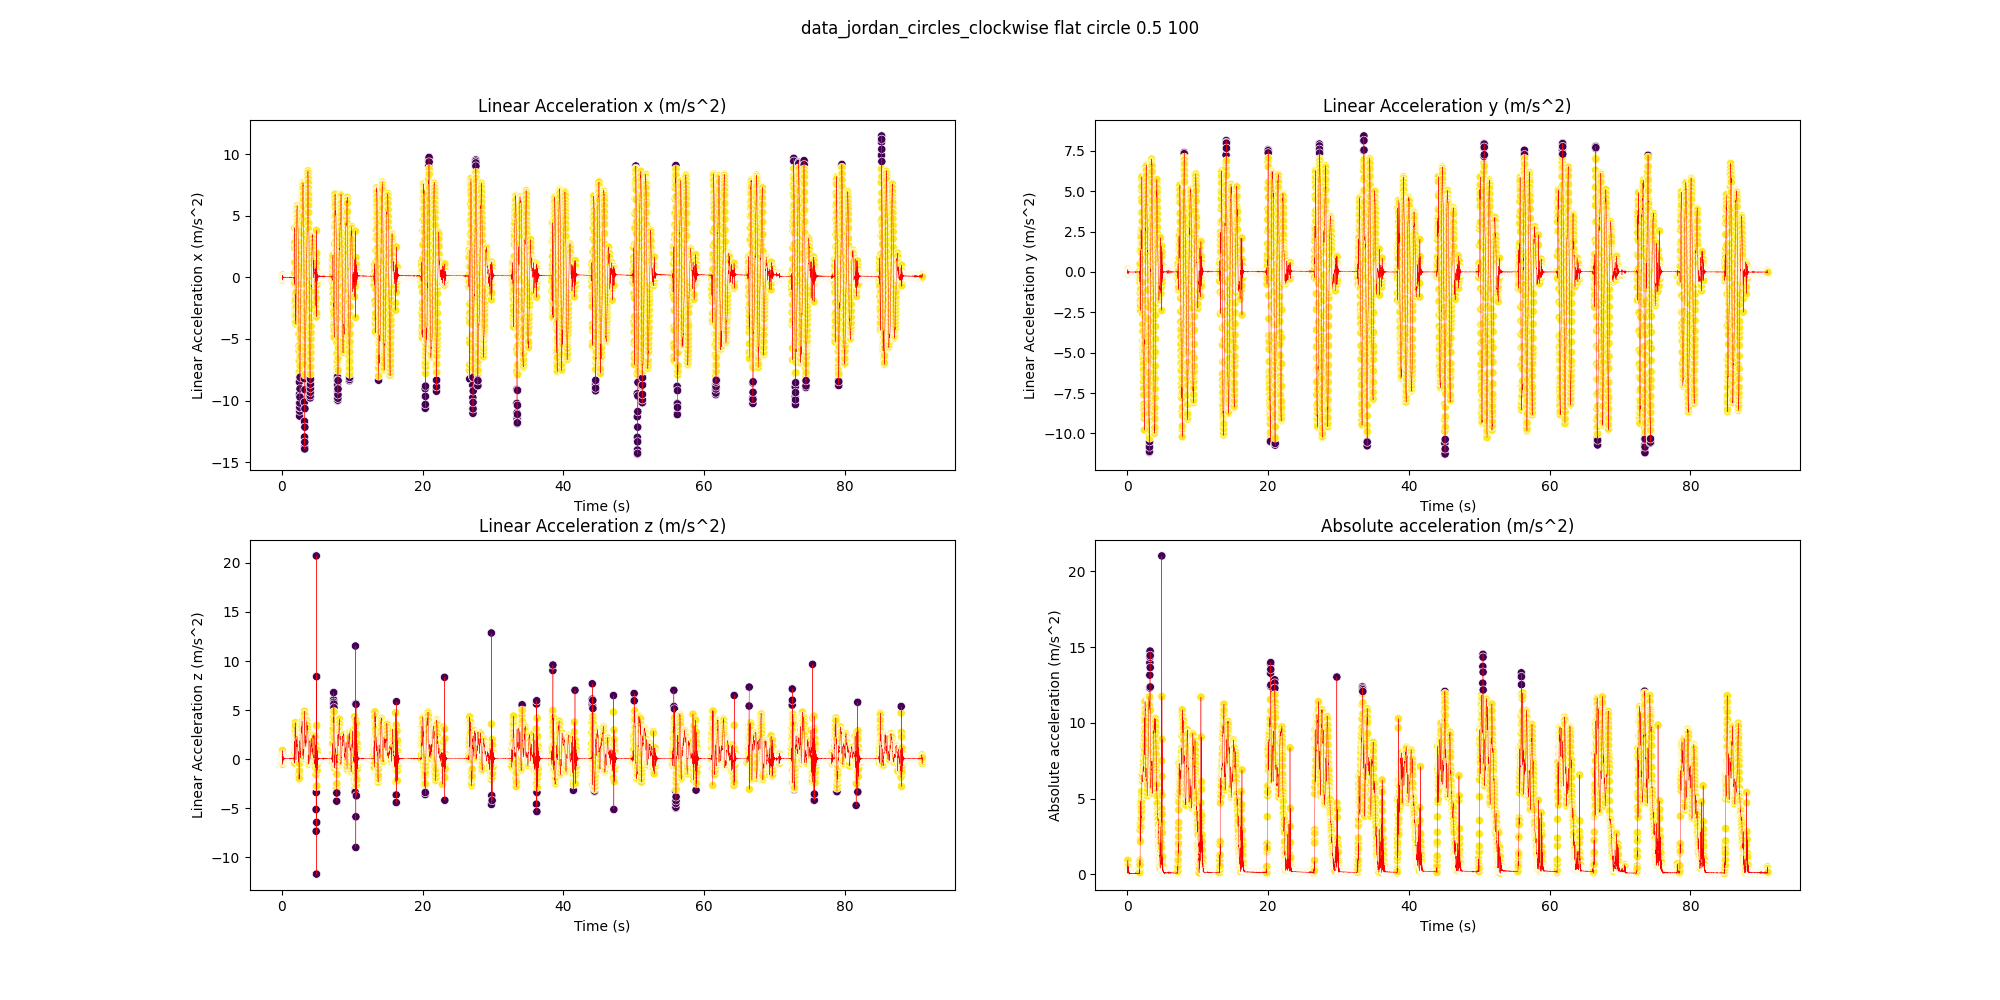 data_jordan_circles_clockwise flat circle 0.5 100
Linear Acceleration x (m/s^2)
Linear Acceleration x (m/s^2)
10
5
0
−5
−10
−15
0 20 40 60 80
Time (s)
Linear Acceleration y (m/s^2)
Linear Acceleration y (m/s^2)
7.5
5.0
2.5
0.0
−2.5
−5.0
−7.5
−10.0
0 20 40 60 80
Time (s)
Linear Acceleration z (m/s^2)
Linear Acceleration z (m/s^2)
20
15
10
5
0
−5
−10
0 20 40 60 80
Time (s)
Absolute acceleration (m/s^2)
Absolute acceleration (m/s^2)
20
15
10
5
0
0 20 40 60 80
Time (s)